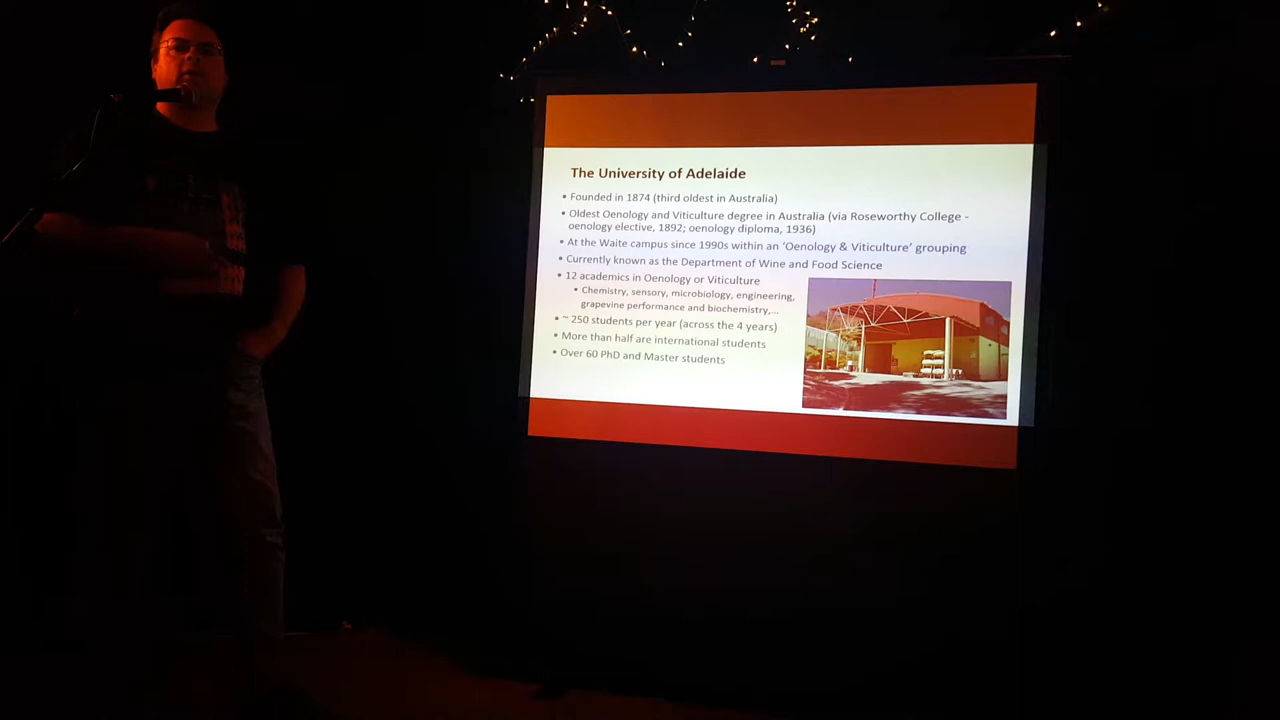 The University of Adelaide
• Founded in 1874 (third oldest in Australia)
• Oldest Oenology and Viticulture degree in Australia (via Roseworthy College -
oenology elective, 1892; oenology diploma, 1936)
• At the Waite campus since 1990s within an 'Oenology & Viticulture' grouping
• Currently known as the Department of Wine and Food Science
• 12 academics in Oenology or Viticulture
• Chemistry, sensory, microbiology, engineering,
grapevine performance and biochemistry,...
• ~ 250 students per year (across the 4 years)
• More than half are international students
• Over 60 PhD and Master students